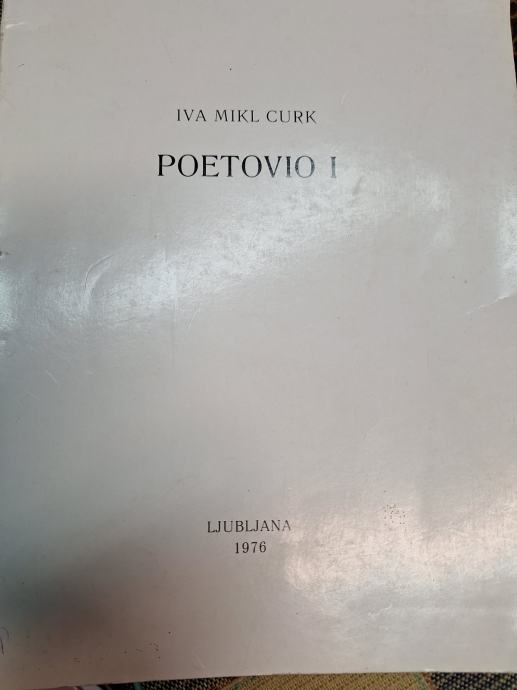 IVA MIKL CURK
POETOVIO I
LJUBLJANA
1976